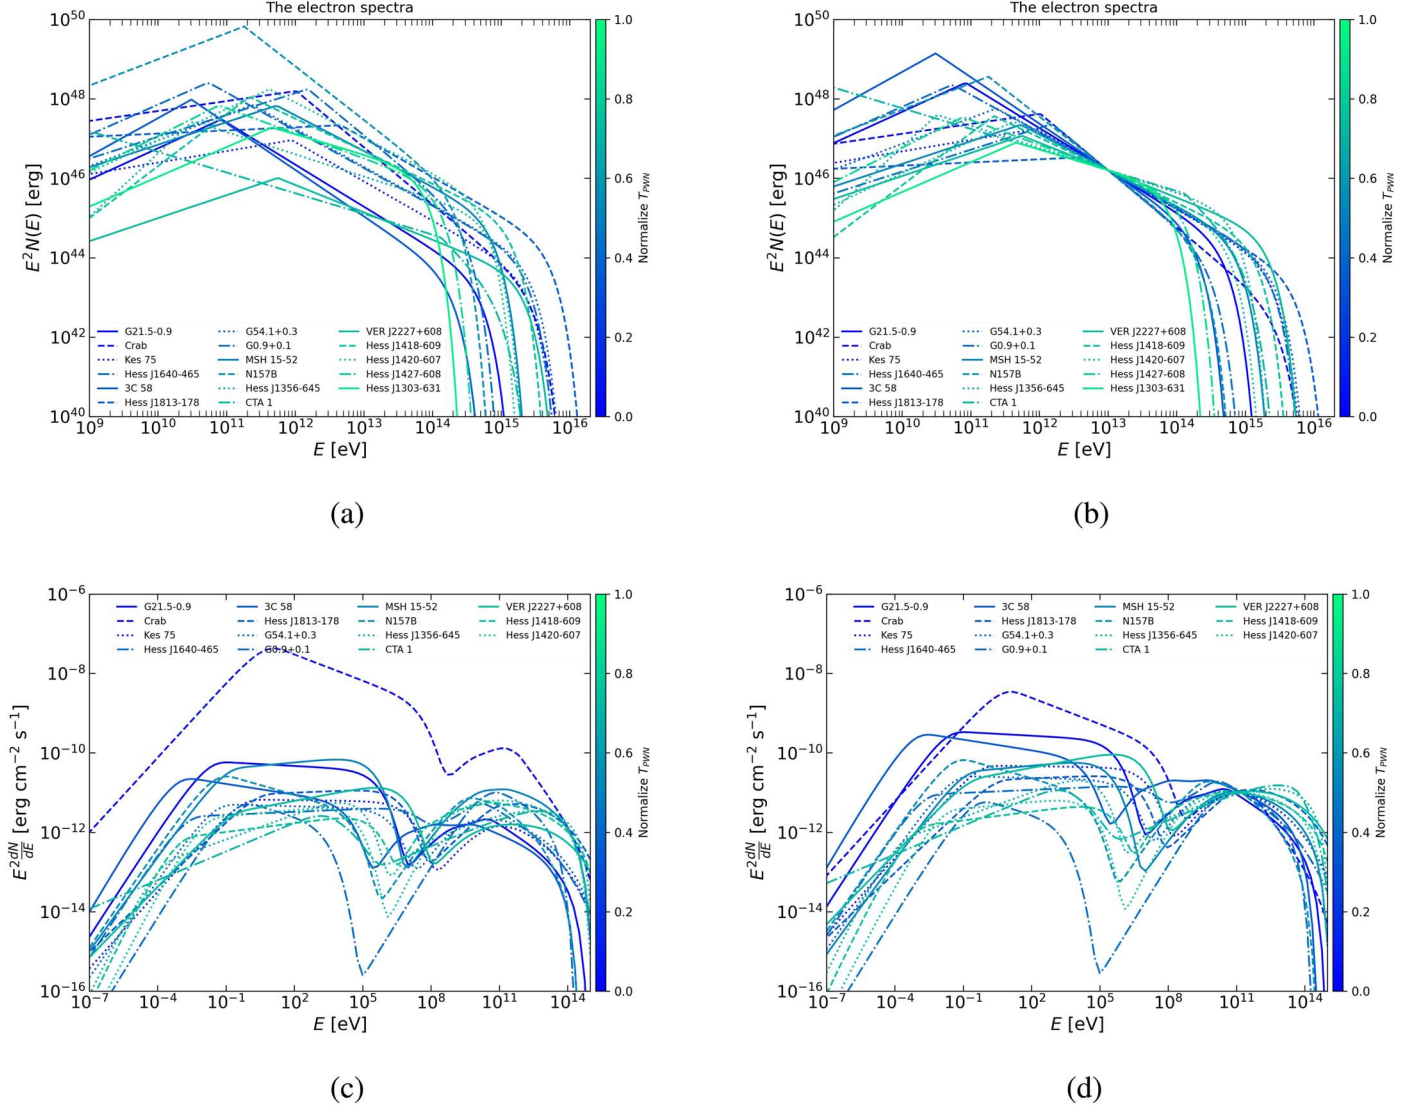 The electron spectra
10^50
10^48
10^46
10^44
10^42
10^40
E^2N(E) [erg]
G21.5-0.9
Crab
Kes 75
Hess J1640-465
3C 58
Hess J1813-178
G54.1+0.3
G0.9+0.1
MSH 15-52
N157B
Hess J1356-645
CTA 1
VER J2227+608
Hess J1418-609
Hess J1420-607
Hess J1427-608
Hess J1303-631
10^9 10^10 10^11 10^12 10^13 10^14 10^15 10^16
E [eV]
1.0
0.8
0.6
0.4
0.2
0.0
Normalize T_PWN
(a)
The electron spectra
10^50
10^48
10^46
10^44
10^42
10^40
E^2N(E) [erg]
G21.5-0.9
Crab
Kes 75
Hess J1640-465
3C 58
Hess J1813-178
G54.1+0.3
G0.9+0.1
MSH 15-52
N157B
Hess J1356-645
CTA 1
VER J2227+608
Hess J1418-609
Hess J1420-607
Hess J1427-608
Hess J1303-631
10^9 10^10 10^11 10^12 10^13 10^14 10^15 10^16
E [eV]
1.0
0.8
0.6
0.4
0.2
0.0
Normalize T_PWN
(b)
10^−6
10^−8
10^−10
10^−12
10^−14
10^−16
E^2 dN/dE [erg cm^−2 s^−1]
G21.5-0.9
Crab
Kes 75
Hess J1640-465
3C 58
Hess J1813-178
G54.1+0.3
G0.9+0.1
MSH 15-52
N157B
Hess J1356-645
CTA 1
VER J2227+608
Hess J1418-609
Hess J1420-607
10^−7 10^−4 10^−1 10^2 10^5 10^8 10^11 10^14
E [eV]
1.0
0.8
0.6
0.4
0.2
0.0
Normalize T_PWN
(c)
10^−6
10^−8
10^−10
10^−12
10^−14
10^−16
E^2 dN/dE [erg cm^−2 s^−1]
G21.5-0.9
Crab
Kes 75
Hess J1640-465
3C 58
Hess J1813-178
G54.1+0.3
G0.9+0.1
MSH 15-52
N157B
Hess J1356-645
CTA 1
VER J2227+608
Hess J1418-609
Hess J1420-607
10^−7 10^−4 10^−1 10^2 10^5 10^8 10^11 10^14
E [eV]
1.0
0.8
0.6
0.4
0.2
0.0
Normalize T_PWN
(d)